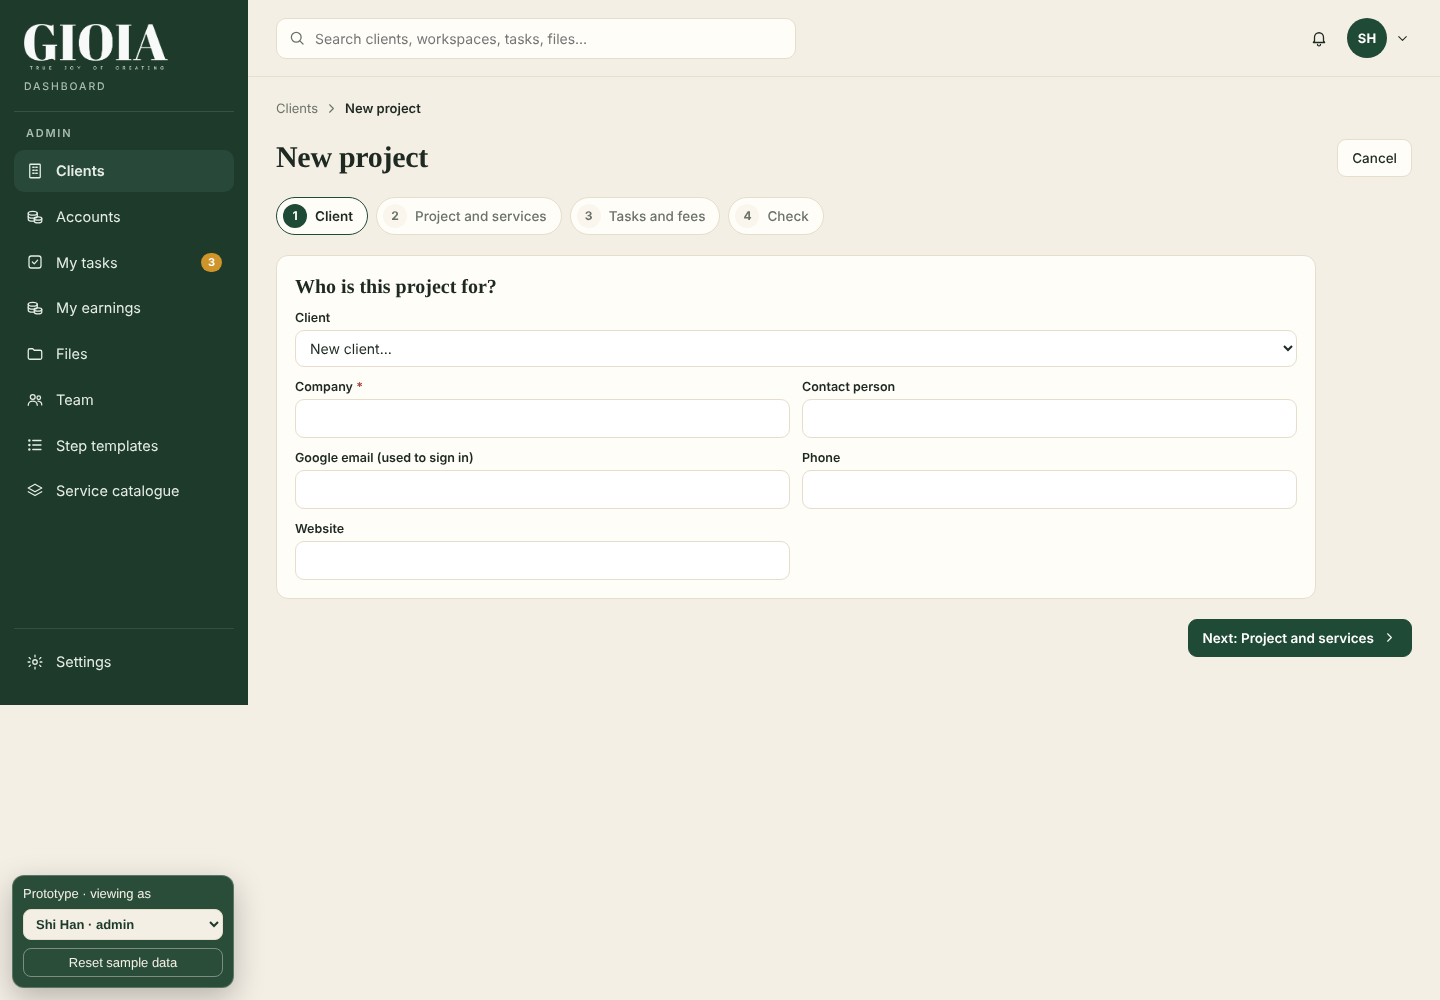 GIOIA
TRUE JOY OF CREATING
DASHBOARD
ADMIN
Clients
Accounts
My tasks 3
My earnings
Files
Team
Step templates
Service catalogue
Settings
Prototype · viewing as
Shi Han · admin
Reset sample data
Search clients, workspaces, tasks, files...
SH
Clients > New project
New project
Cancel
1 Client
2 Project and services
3 Tasks and fees
4 Check
Who is this project for?
Client
New client...
Company *
Contact person
Google email (used to sign in)
Phone
Website
Next: Project and services